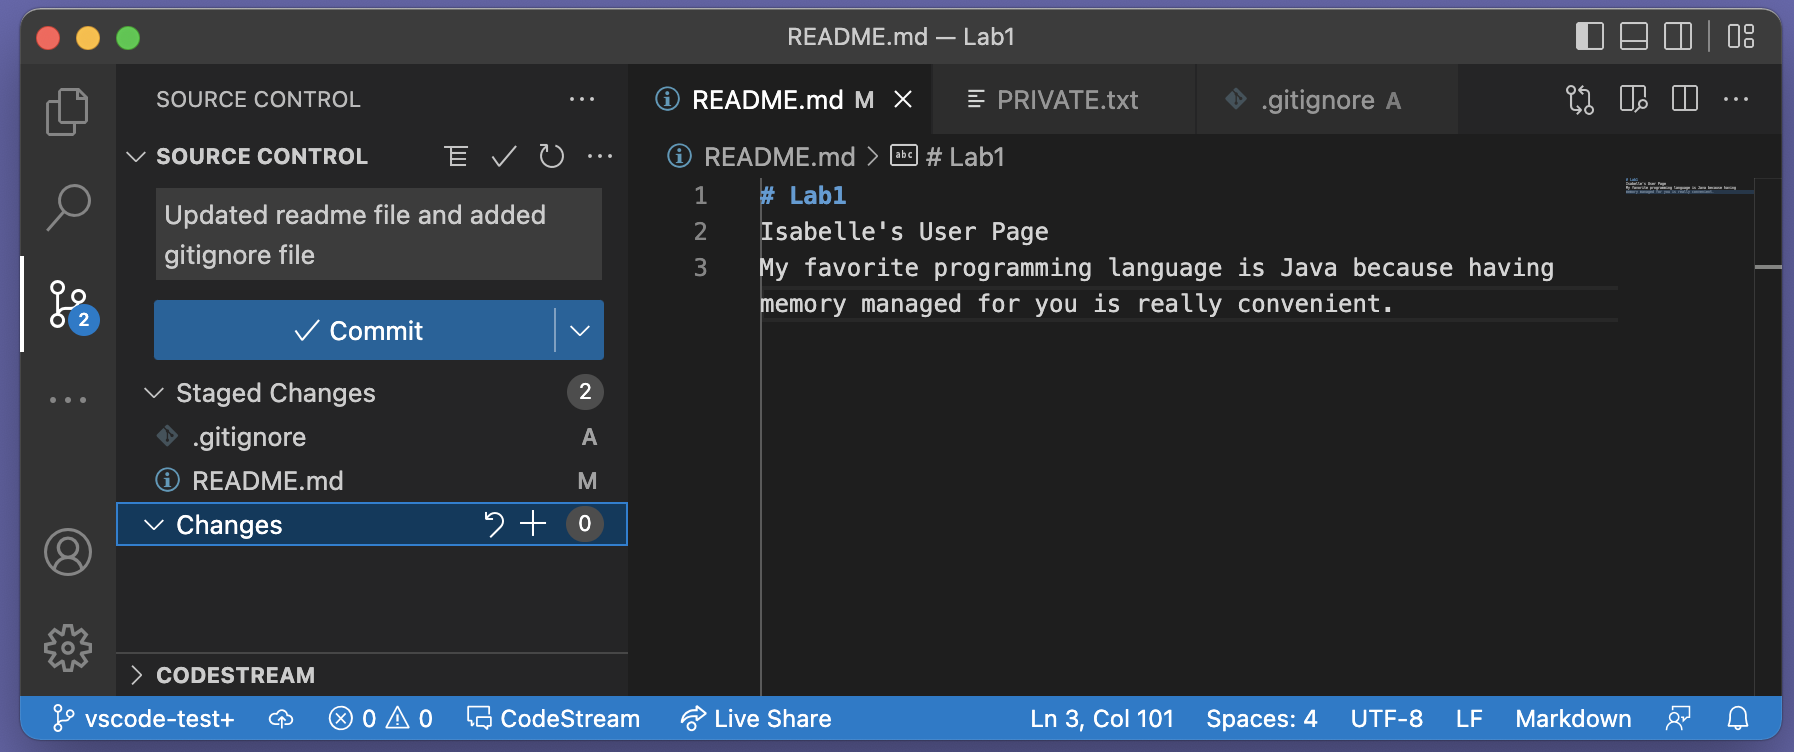 README.md — Lab1
SOURCE CONTROL
SOURCE CONTROL
Updated readme file and added
gitignore file
Commit
Staged Changes 2
.gitignore A
README.md M
Changes 0
CODESTREAM
README.md M
PRIVATE.txt
.gitignore A
README.md > abc # Lab1
1 # Lab1
2 Isabelle's User Page
3 My favorite programming language is Java because having
memory managed for you is really convenient.
2
vscode-test+ 0 0 CodeStream Live Share Ln 3, Col 101 Spaces: 4 UTF-8 LF Markdown